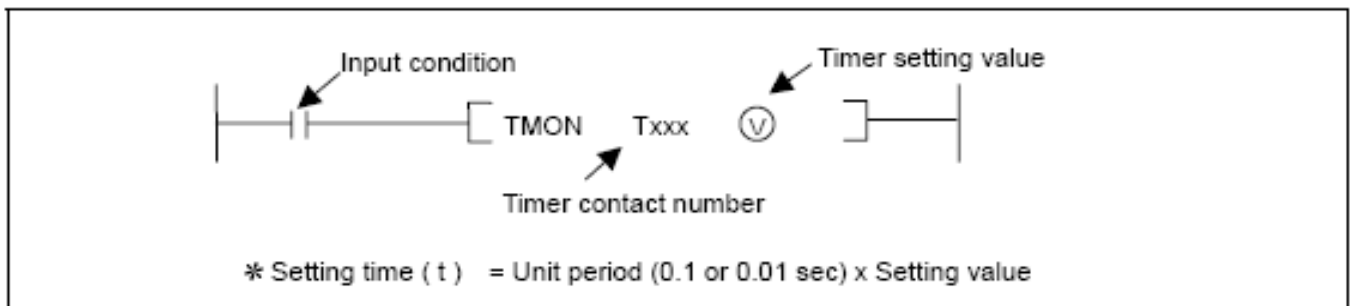 Input condition
Timer setting value
TMON Txxx V
Timer contact number
* Setting time ( t ) = Unit period (0.1 or 0.01 sec) x Setting value